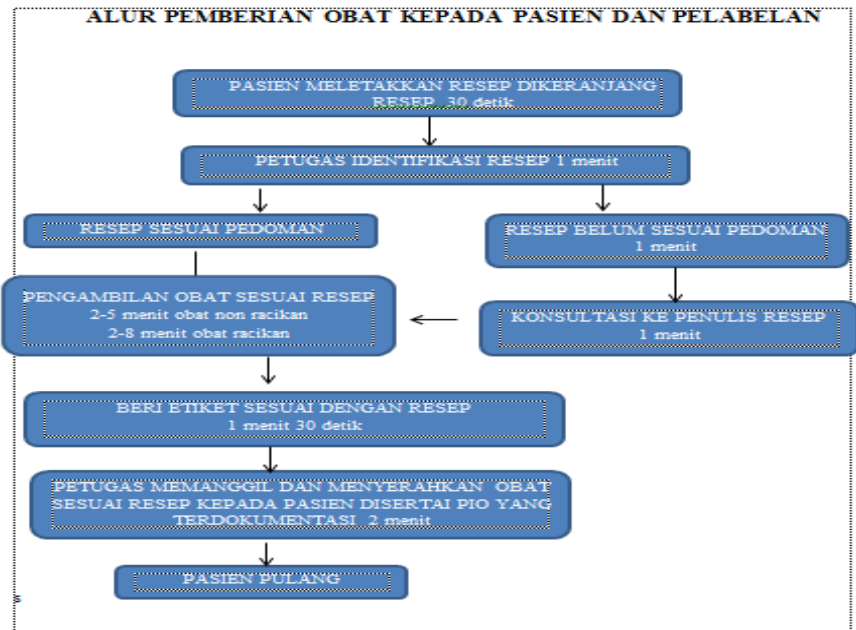 ALUR PEMBERIAN OBAT KEPADA PASIEN DAN PELABELAN
PASIEN MELETAKKAN RESEP DIKERANJANG
RESEP 30 detik
PETUGAS IDENTIFIKASI RESEP 1 menit
RESEP SESUAI PEDOMAN
RESEP BELUM SESUAI PEDOMAN
1 menit
PENGAMBILAN OBAT SESUAI RESEP
2-5 menit obat non racikan
2-8 menit obat racikan
KONSULTASI KE PENULIS RESEP
1 menit
BERI ETIKET SESUAI DENGAN RESEP
1 menit 30 detik
PETUGAS MEMANGGIL DAN MENYERAHKAN OBAT
SESUAI RESEP KEPADA PASIEN DISERTAI PIO YANG
TERDOKUMENTASI 2 menit
PASIEN PULANG
s